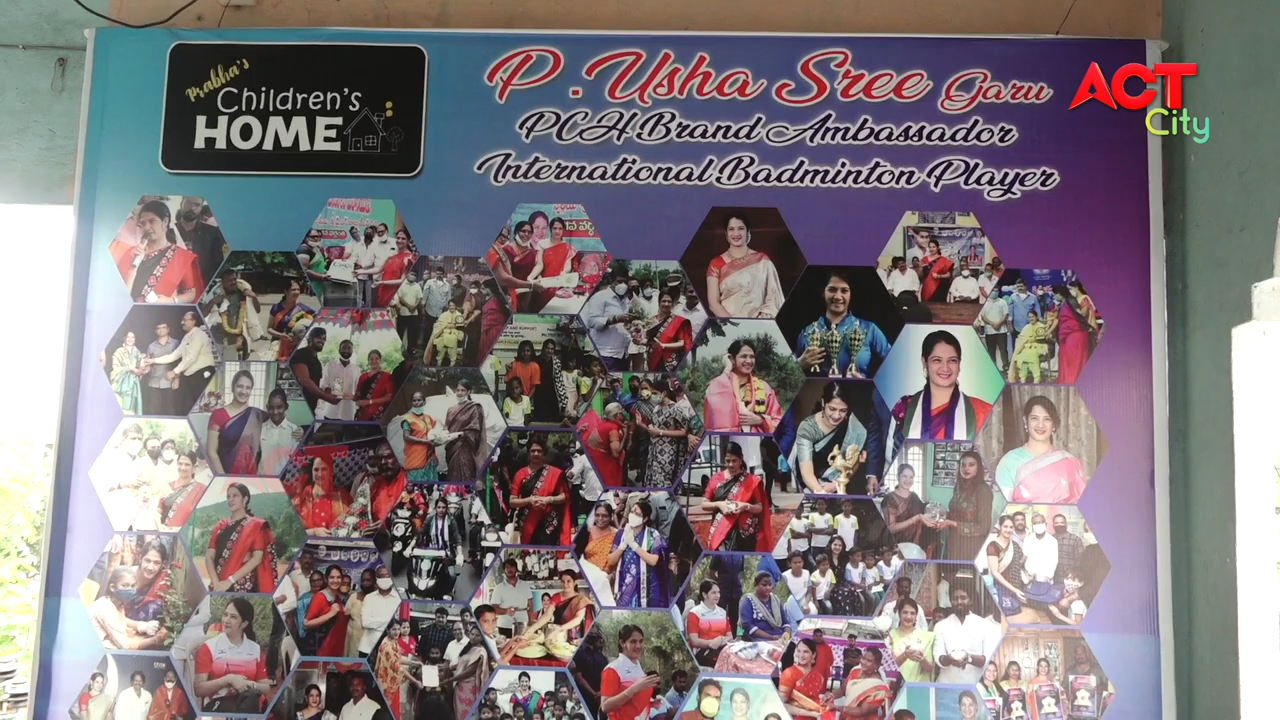 Prabha's
Children's
HOME
P. Usha Sree Garu
PCH Brand Ambassador
International Badminton Player
ACT
City